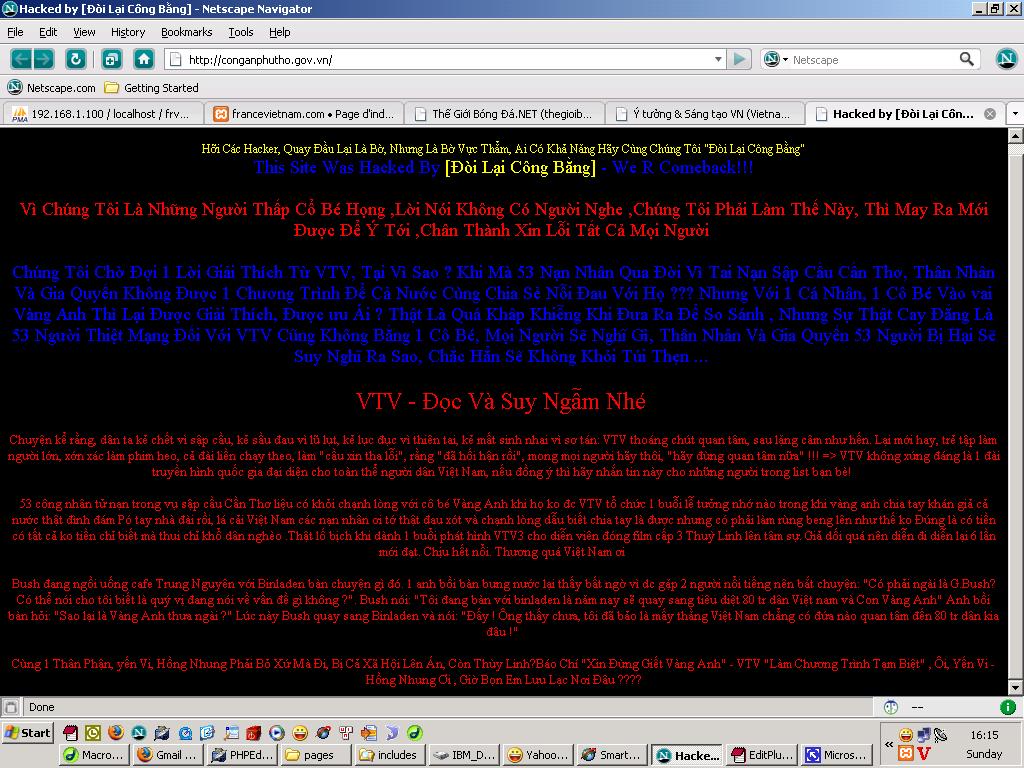 Hacked by [Đòi Lại Công Bằng] - Netscape Navigator
File Edit View History Bookmarks Tools Help
http://conganphutho.gov.vn/
Netscape
Netscape.com Getting Started
192.168.1.100 / localhost / frv... francevietnam.com • Page d'ind... Thế Giới Bóng Đá.NET (thegioib... Ý tưởng & Sáng tạo VN (Vietna... Hacked by [Đòi Lại Côn...
Hỡi Các Hacker, Quay Đầu Lại Là Bờ, Nhưng Là Bờ Vực Thẳm, Ai Có Khả Năng Hãy Cùng Chúng Tôi "Đòi Lại Công Bằng"
This Site Was Hacked By [Đòi Lại Công Bằng] - We R Comeback!!!
Vì Chúng Tôi Là Những Người Thấp Cổ Bé Họng ,Lời Nói Không Có Người Nghe ,Chúng Tôi Phải Làm Thế Này, Thì May Ra Mới
Được Để Ý Tới ,Chân Thành Xin Lỗi Tất Cả Mọi Người
Chúng Tôi Chờ Đợi 1 Lời Giải Thích Từ VTV, Tại Vì Sao ? Khi Mà 53 Nạn Nhân Qua Đời Vì Tai Nạn Sập Cầu Cần Thơ, Thân Nhân
Và Gia Quyến Không Được 1 Chương Trình Để Cả Nước Cùng Chia Sẻ Nỗi Đau Với Họ ??? Nhưng Với 1 Cá Nhân, 1 Cô Bé Vào vai
Vàng Anh Thì Lại Được Giải Thích, Được ưu Ái ? Thật Là Quá Khập Khiễng Khi Đưa Ra Để So Sánh , Nhưng Sự Thật Cay Đắng Là
53 Người Thiệt Mạng Đối Với VTV Cũng Không Bằng 1 Cô Bé, Mọi Người Sẽ Nghĩ Gì, Thân Nhân Và Gia Quyến 53 Người Bị Hại Sẽ
Suy Nghĩ Ra Sao, Chắc Hẳn Sẽ Không Khỏi Tủi Thẹn ...
VTV - Đọc Và Suy Ngẫm Nhé
Chuyện kể rằng, dân ta kẻ chết vì sập cầu, kẻ sầu đau vì lũ lụt, kẻ lục đục vì thiên tai, kẻ mất sinh nhai vì sơ tán: VTV thoáng chút quan tâm, sau lặng câm như hến. Lại mới hay, trẻ tập làm
người lớn, xớn xác làm phim heo, cả đài liền chạy theo, làm "cầu xin tha lỗi", rằng "đã hối hận rồi", mong mọi người hãy thôi, "hãy đừng quan tâm nữa" !!! => VTV không xứng đáng là 1 đài
truyền hình quốc gia đại diện cho toàn thể người dân Việt Nam, nếu đồng ý thì hãy nhắn tin này cho những người trong list bạn bè!
53 công nhân tử nạn trong vụ sập cầu Cần Thơ liệu có khỏi chạnh lòng với cô bé Vàng Anh khi họ ko đc VTV tổ chức 1 buổi lễ tưởng nhớ nào trong khi vàng anh chia tay khán giả cả
nước thật đình đám Pó tay nhà đài rồi, lá cải Việt Nam các nạn nhân ơi tớ thật đau xót và chạnh lòng dẫu biết chia tay là được nhưng có phải làm rùng beng lên như thế ko Đúng là có tiền
có tất cả ko tiền chỉ biết mà thui chỉ khổ dân nghèo .Thật lố bịch khi dành 1 buổi phát hình VTV3 cho diễn viên đóng film cấp 3 Thuỳ Linh lên tâm sự. Giả dối quá nên diễn đi diễn lại 6 lần
mới đạt. Chịu hết nỗi. Thương quá Việt Nam ơi
Bush đang ngồi uống cafe Trung Nguyên với Binladen bàn chuyện gì đó. 1 anh bồi bàn bưng nước lại thấy bất ngờ vì dc gáp 2 người nổi tiếng nên bắt chuyện: "Có phải ngài là G.Bush?
Có thể nói cho tôi biết là quý vị đang nói về vấn đề gì không ?". Bush nói: "Tôi đang bàn với binladen là năm nay sẽ quay sang tiêu diệt 80 tr dân Việt nam và Con Vàng Anh" Anh bồi
bàn hỏi: "Sao lại là Vàng Anh thưa ngài ?" Lúc này Bush quay sang Binladen và nói: "Đấy ! Ông thấy chưa, tôi đã bảo là mấy thằng Việt Nam chẳng có đứa nào quan tâm đến 80 tr dân kia
đâu !"
Cùng 1 Thân Phận, yến Vi, Hồng Nhung Phải Bỏ Xứ Mà Đi, Bị Cả Xã Hội Lên Án, Còn Thùy Linh?Báo Chí "Xin Đừng Giết Vàng Anh" - VTV "Làm Chương Trình Tạm Biệt" , Ôi, Yến Vi -
Hồng Nhung Ơi , Giờ Bọn Em Lưu Lạc Nơi Đâu ????
Done
Start
16:15
Macro... Gmail ... PHPEd... pages includes IBM_D... Yahoo... Smart... Hacke... EditPlu... Micros...
Sunday